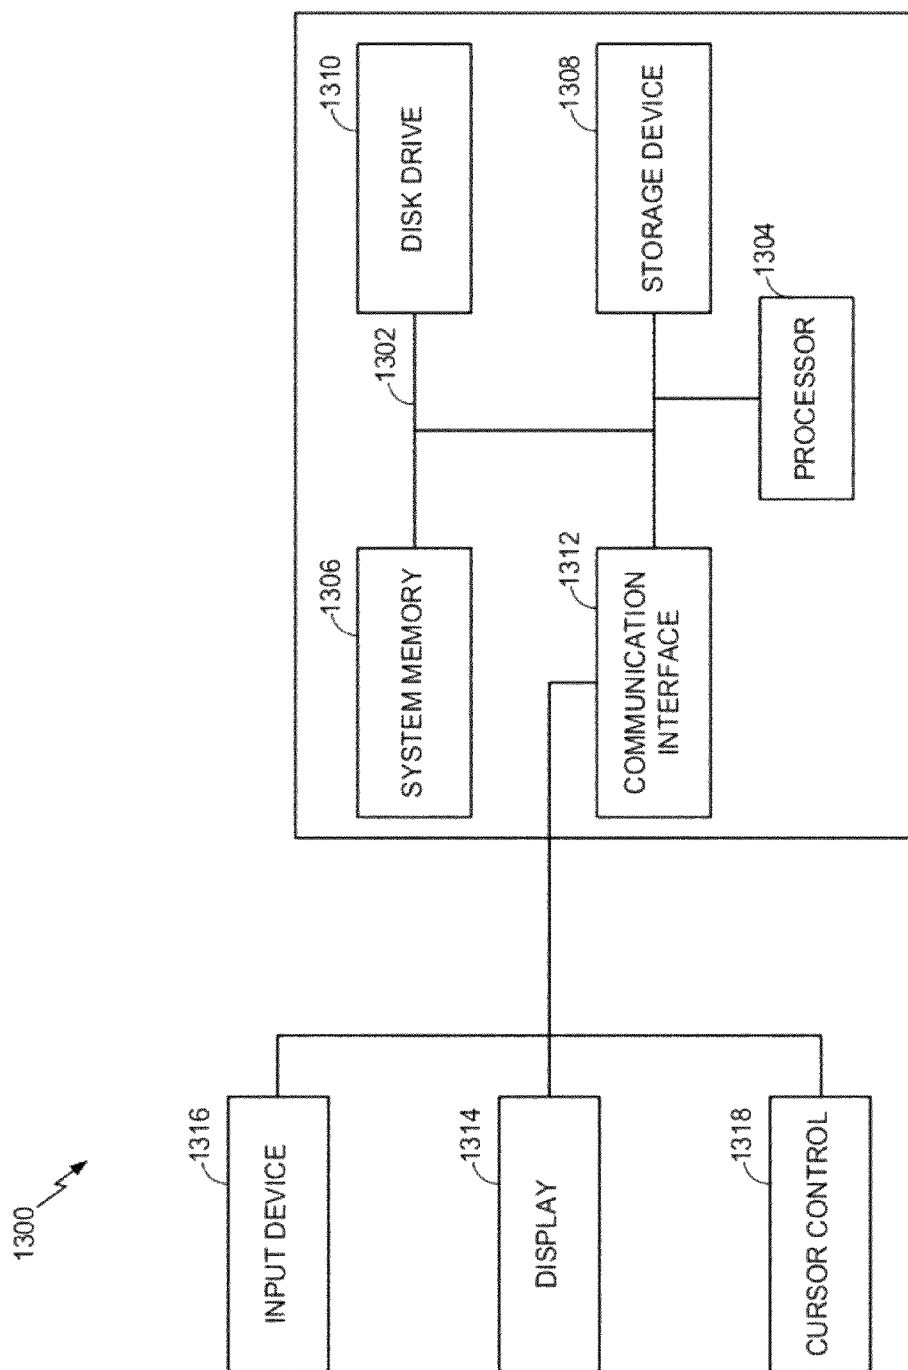 1300
INPUT DEVICE
1316
DISPLAY
1314
CURSOR CONTROL
1318
SYSTEM MEMORY
1306
COMMUNICATION
INTERFACE
1312
1302
DISK DRIVE
1310
STORAGE DEVICE
1308
PROCESSOR
1304